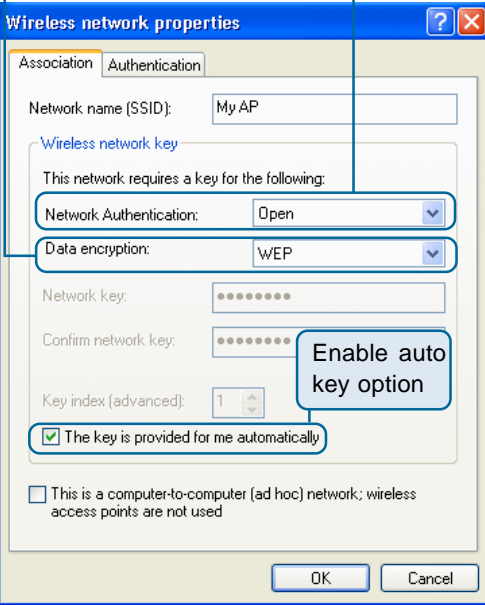 Wireless network properties
Association Authentication
Network name (SSID): My AP
Wireless network key
This network requires a key for the following:
Network Authentication: Open
Data encryption: WEP
Network key: ●●●●●●●●
Confirm network key: ●●●●●●●●
Enable auto
key option
Key index (advanced): 1
The key is provided for me automatically
This is a computer-to-computer (ad hoc) network; wireless
access points are not used
OK Cancel